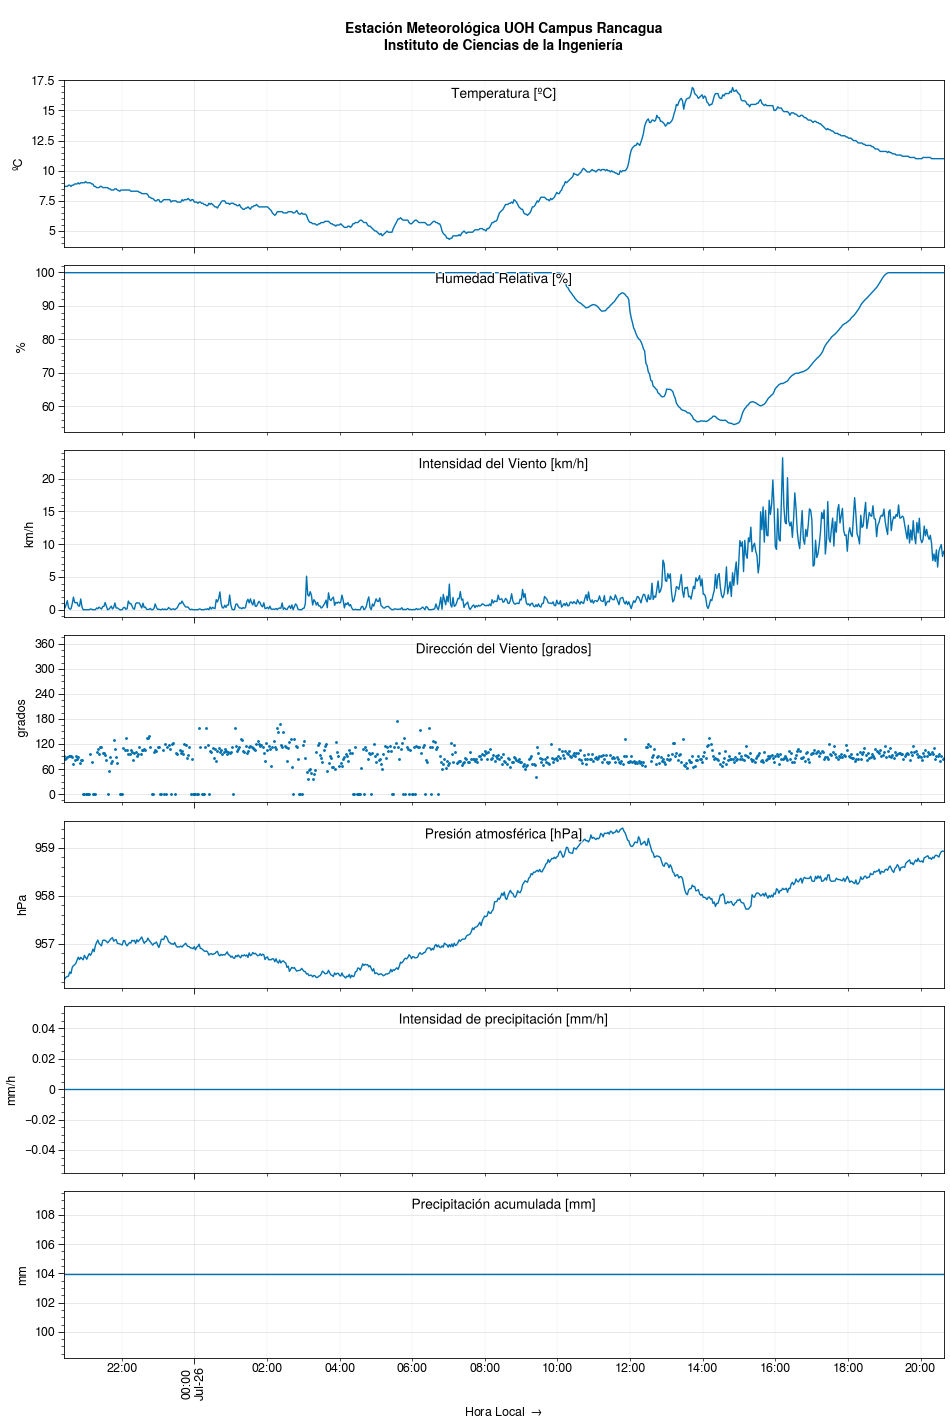 Estación Meteorológica UOH Campus Rancagua
Instituto de Ciencias de la Ingeniería
Temperatura [ºC]
ºC
17.5
15
12.5
10
7.5
5
Humedad Relativa [%]
%
100
90
80
70
60
Intensidad del Viento [km/h]
km/h
20
15
10
5
0
Dirección del Viento [grados]
grados
360
300
240
180
120
60
0
Presión atmosférica [hPa]
hPa
959
958
957
Intensidad de precipitación [mm/h]
mm/h
0.04
0.02
0
−0.02
−0.04
Precipitación acumulada [mm]
mm
108
106
104
102
100
22:00
00:00
Jul-26
02:00
04:00
06:00
08:00
10:00
12:00
14:00
16:00
18:00
20:00
Hora Local →